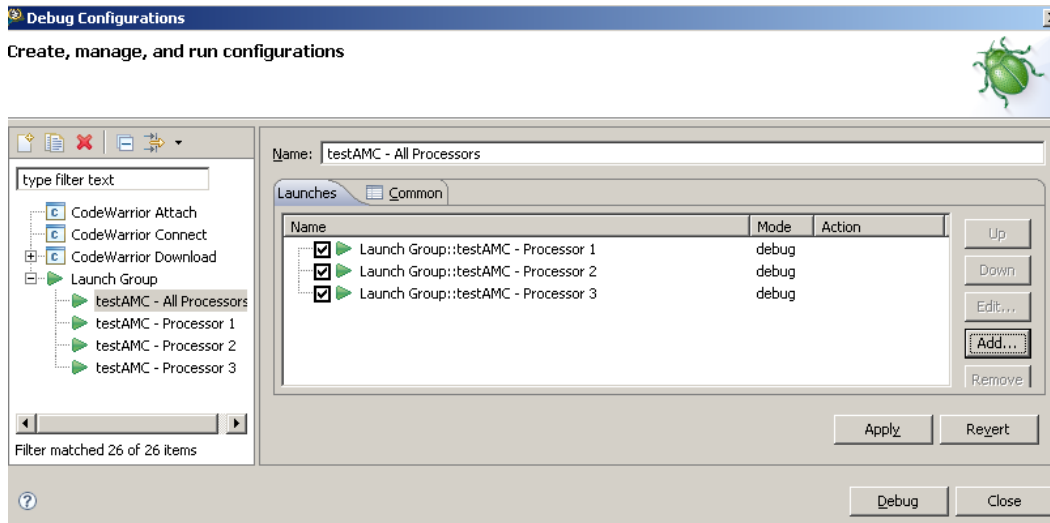 Debug Configurations
Create, manage, and run configurations
type filter text
CodeWarrior Attach
CodeWarrior Connect
CodeWarrior Download
Launch Group
testAMC - All Processors
testAMC - Processor 1
testAMC - Processor 2
testAMC - Processor 3
Filter matched 26 of 26 items
Name: testAMC - All Processors
Launches Common
Name Mode Action
Launch Group::testAMC - Processor 1 debug
Launch Group::testAMC - Processor 2 debug
Launch Group::testAMC - Processor 3 debug
Up
Down
Edit...
Add...
Remove
Apply Revert
Debug Close